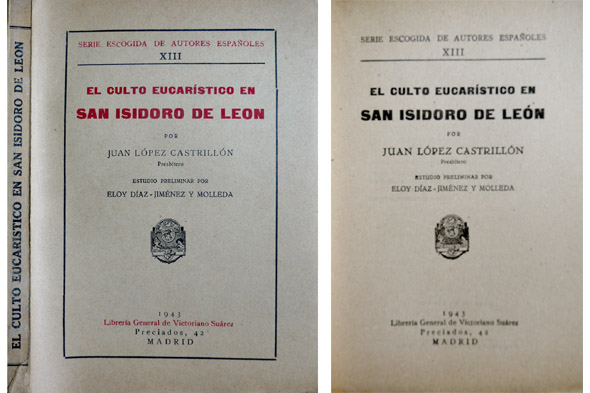 EL CULTO EUCARÍSTICO EN SAN ISIDORO DE LEÓN
SERIE ESCOGIDA DE AUTORES ESPAÑOLES
XIII
EL CULTO EUCARÍSTICO EN
SAN ISIDORO DE LEON
POR
JUAN LÓPEZ CASTRILLÓN
Presbítero
ESTUDIO PRELIMINAR POR
ELOY DÍAZ-JIMÉNEZ Y MOLLEDA
1943
Librería General de Victoriano Suárez
Preciados, 42
MADRID
SERIE ESCOGIDA DE AUTORES ESPAÑOLES
XIII
EL CULTO EUCARÍSTICO EN
SAN ISIDORO DE LEÓN
POR
JUAN LÓPEZ CASTRILLÓN
Presbítero
ESTUDIO PRELIMINAR POR
ELOY DÍAZ-JIMÉNEZ Y MOLLEDA
1943
Librería General de Victoriano Suárez
Preciados, 42
MADRID